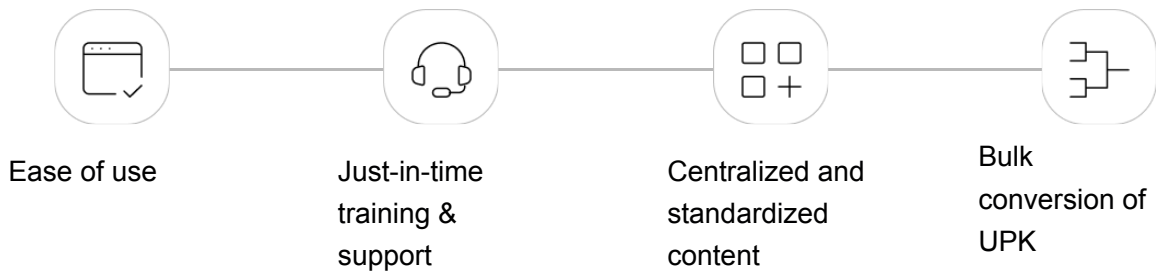 Ease of use
Just-in-time
training &
support
Centralized and
standardized
content
Bulk
conversion of
UPK